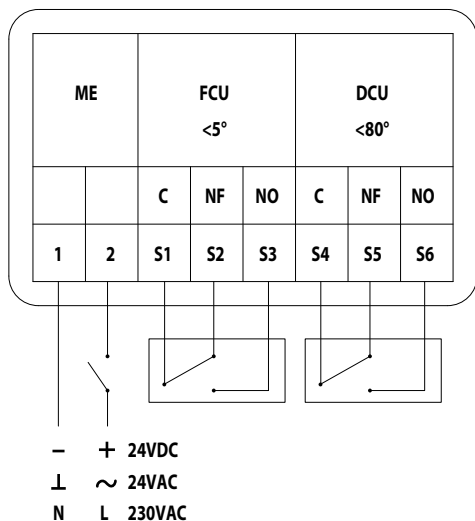 ME FCU DCU
<5° <80°
C NF NO C NF NO
1 2 S1 S2 S3 S4 S5 S6
− + 24VDC
⊥ ~ 24VAC
N L 230VAC